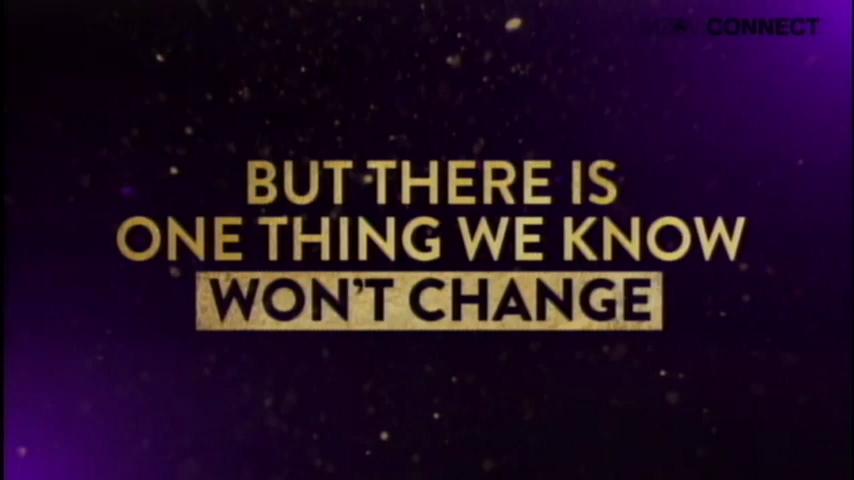 CONNECT
BUT THERE IS
ONE THING WE KNOW
WON'T CHANGE